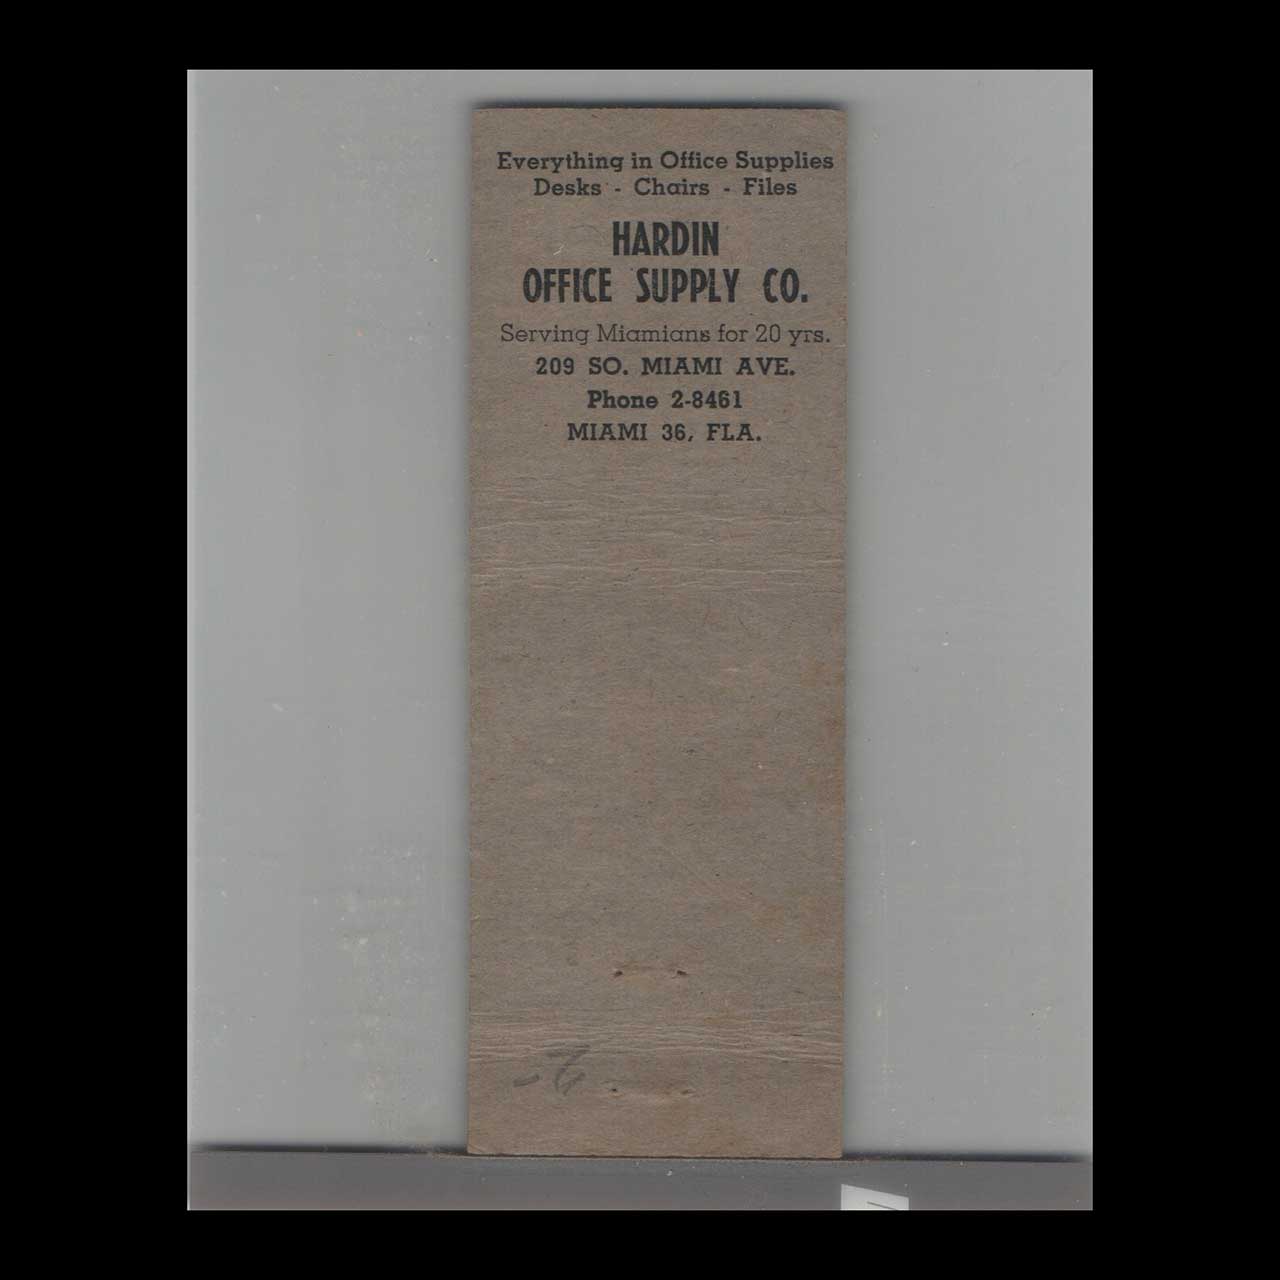 Everything in Office Supplies
Desks - Chairs - Files
HARDIN
OFFICE SUPPLY CO.
Serving Miamians for 20 yrs.
209 SO. MIAMI AVE.
Phone 2-8461
MIAMI 36, FLA.